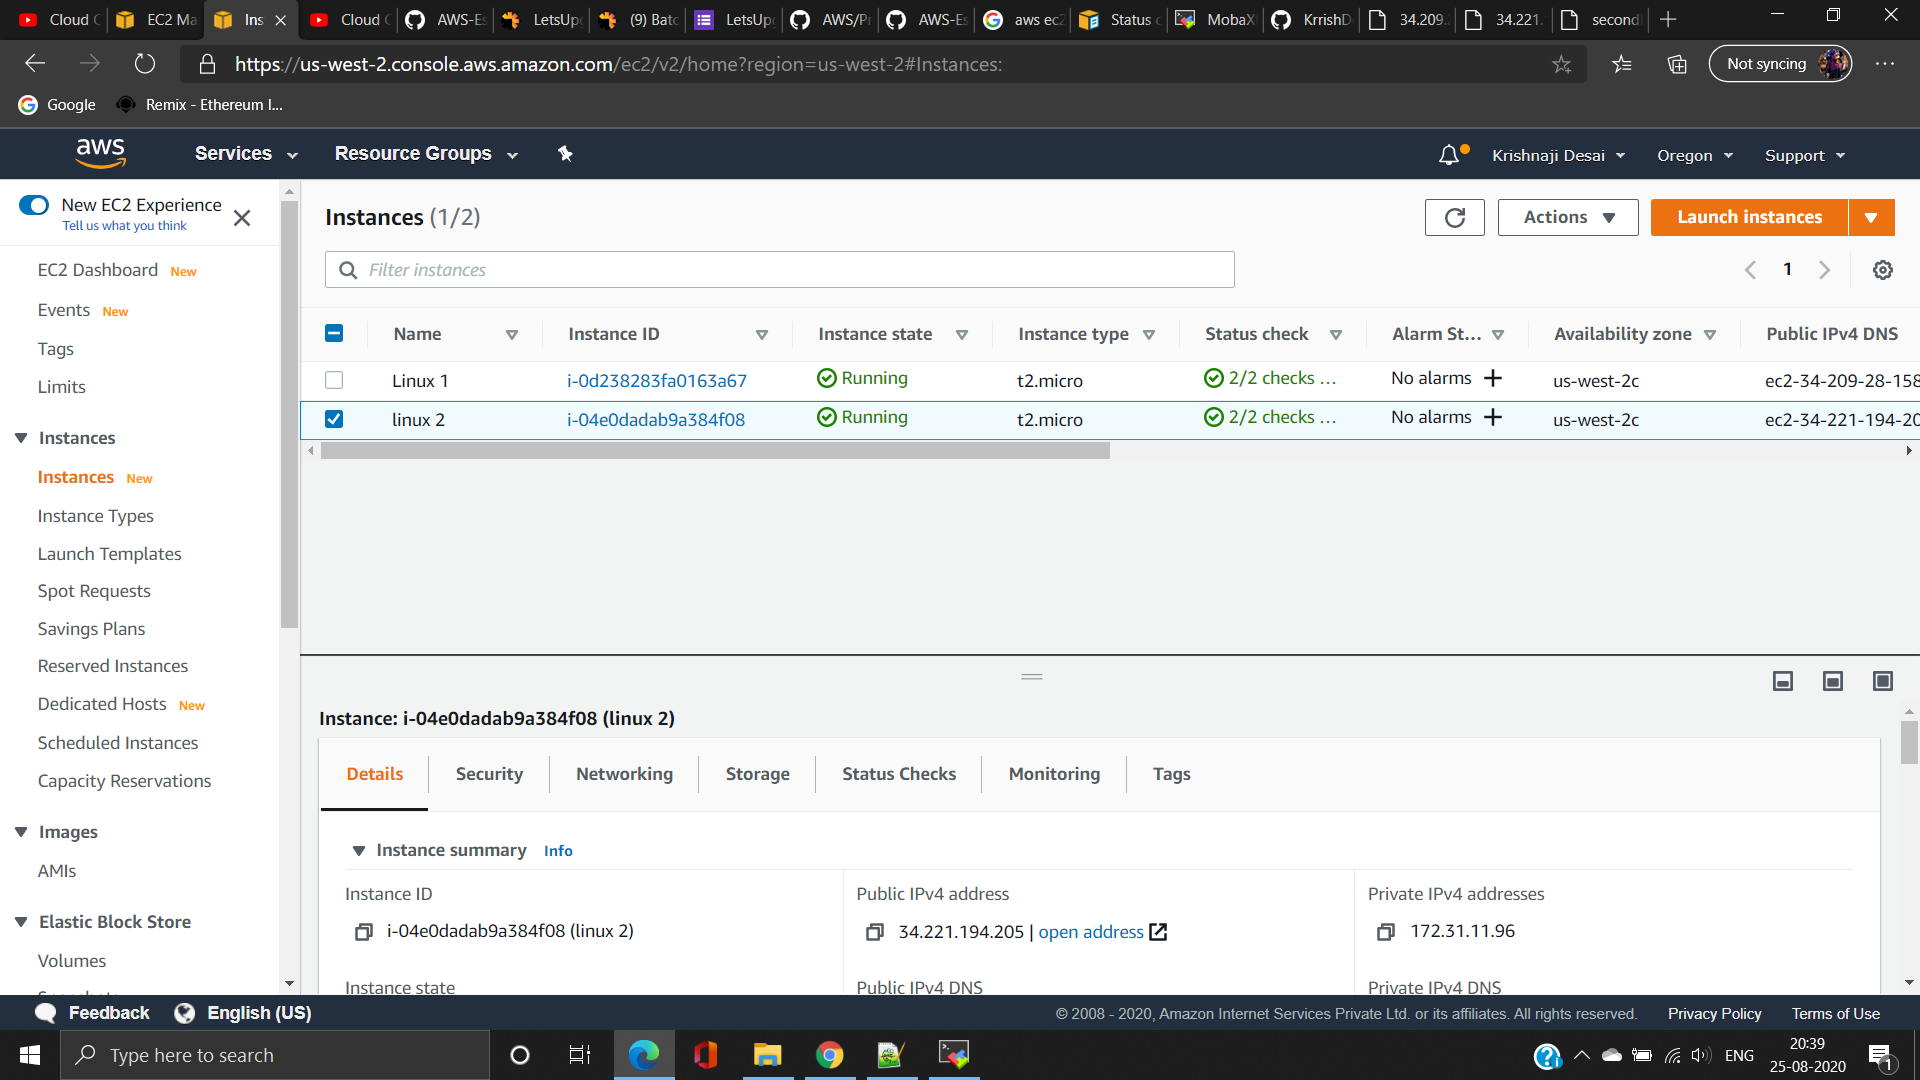 Cloud
EC2 Ma
Ins
Cloud
AWS-Es
LetsUp
(9) Batc
LetsUp
AWS/Pr
AWS-Es
aws ec2
Status
MobaX
KrrishD
34.209.
34.221.
second
https://us-west-2.console.aws.amazon.com/ec2/v2/home?region=us-west-2#Instances:
Not syncing
Google
Remix - Ethereum I...
aws
Services
Resource Groups
Krishnaji Desai
Oregon
Support
New EC2 Experience
Tell us what you think
EC2 Dashboard New
Events New
Tags
Limits
Instances
Instances New
Instance Types
Launch Templates
Spot Requests
Savings Plans
Reserved Instances
Dedicated Hosts New
Scheduled Instances
Capacity Reservations
Images
AMIs
Elastic Block Store
Volumes
Instances (1/2)
Actions
Launch instances
Filter instances
1
Name Instance ID Instance state Instance type Status check Alarm St... Availability zone Public IPv4 DNS
Linux 1 i-0d238283fa0163a67 Running t2.micro 2/2 checks ... No alarms us-west-2c ec2-34-209-28-158
linux 2 i-04e0dadab9a384f08 Running t2.micro 2/2 checks ... No alarms us-west-2c ec2-34-221-194-20
Instance: i-04e0dadab9a384f08 (linux 2)
Details Security Networking Storage Status Checks Monitoring Tags
Instance summary Info
Instance ID
i-04e0dadab9a384f08 (linux 2)
Public IPv4 address
34.221.194.205 | open address
Private IPv4 addresses
172.31.11.96
Instance state
Public IPv4 DNS
Private IPv4 DNS
Feedback
English (US)
© 2008 - 2020, Amazon Internet Services Private Ltd. or its affiliates. All rights reserved.
Privacy Policy
Terms of Use
Type here to search
ENG
20:39
25-08-2020
1